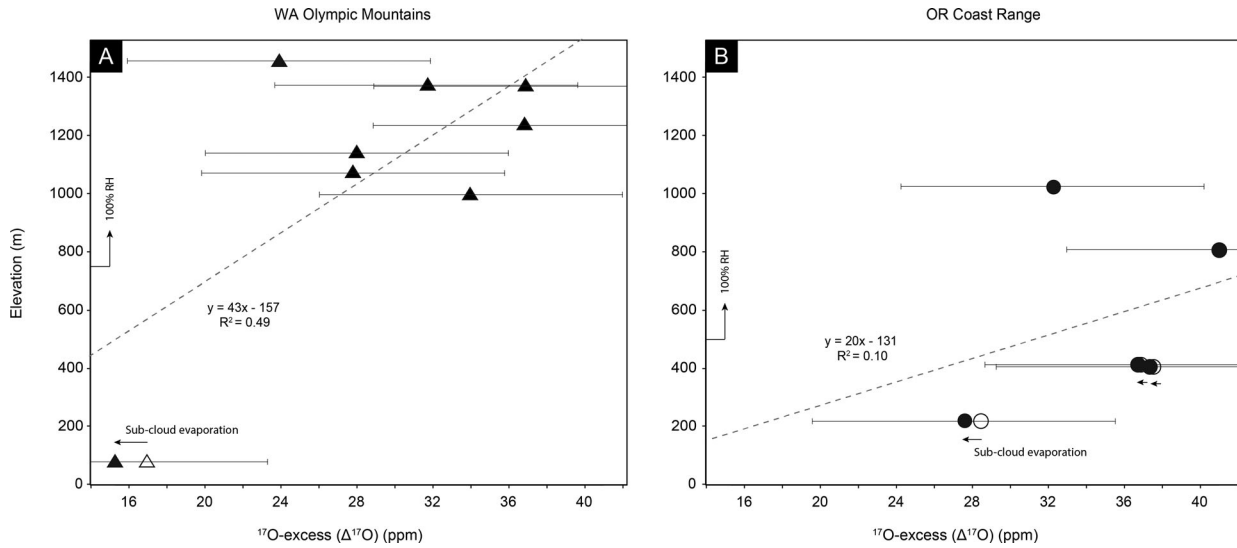 WA Olympic Mountains
OR Coast Range
A
B
1400
1200
1000
800
600
400
200
0
Elevation (m)
100% RH
y = 43x - 157
R² = 0.49
Sub-cloud evaporation
16
20
24
28
32
36
40
¹⁷O-excess (Δ¹⁷O) (ppm)
1400
1200
1000
800
600
400
200
0
100% RH
y = 20x - 131
R² = 0.10
Sub-cloud evaporation
16
20
24
28
32
36
40
¹⁷O-excess (Δ¹⁷O) (ppm)